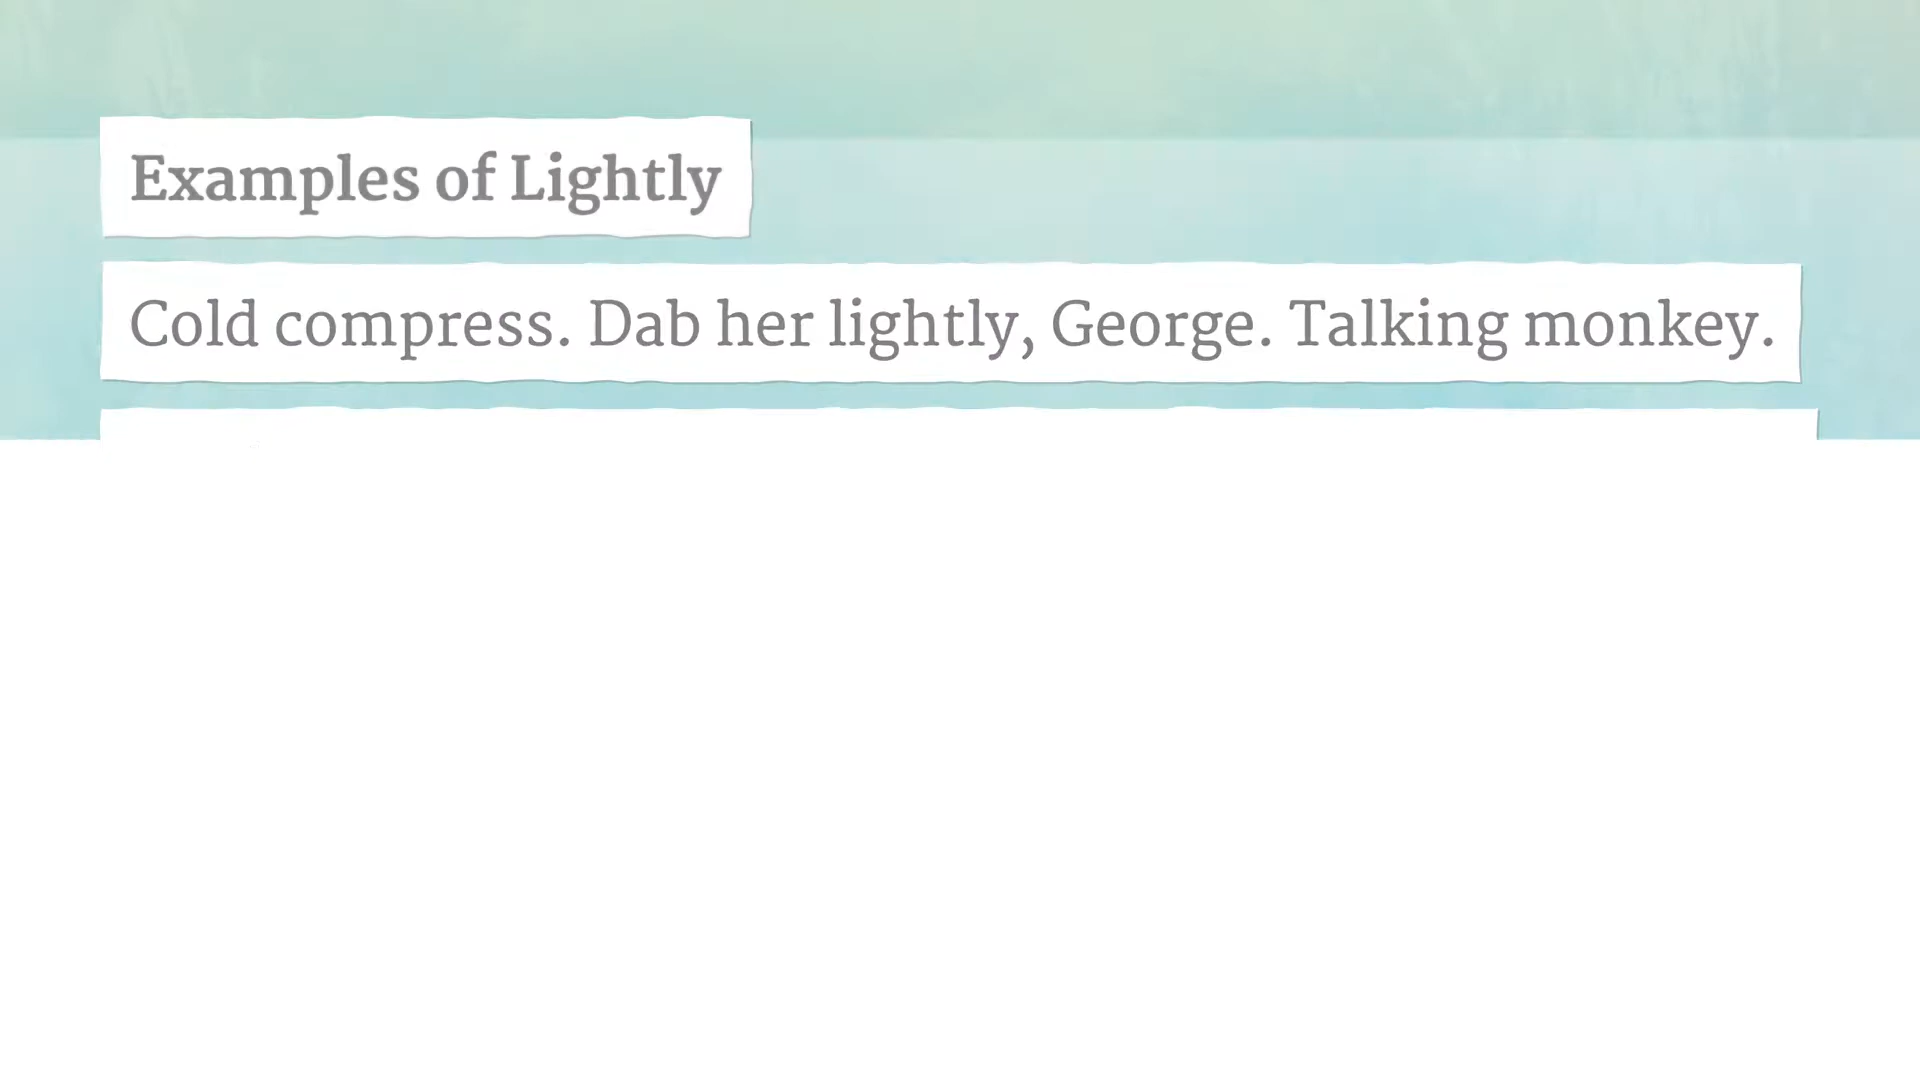 Examples of Lightly
Cold compress. Dab her lightly, George. Talking monkey.